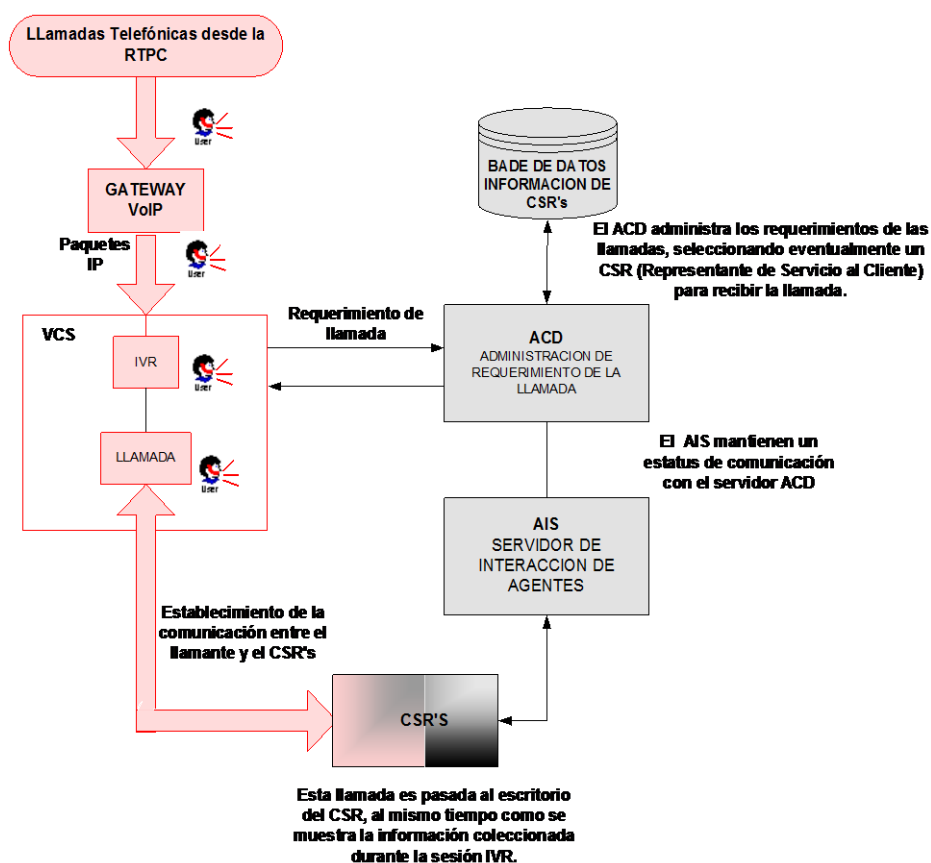 LLamadas Telefónicas desde la
RTPC
User
GATEWAY
VoIP
Paquetes
IP
User
BADE DE DATOS
INFORMACION DE
CSR's
El ACD administra los requerimientos de las
llamadas, seleccionando eventualmente un
CSR (Representante de Servicio al Cliente)
para recibir la llamada.
VCS
IVR
User
LLAMADA
User
Requerimiento de
llamada
ACD
ADMINISTRACION DE
REQUERIMIENTO DE LA
LLAMADA
El AIS mantienen un
estatus de comunicación
con el servidor ACD
AIS
SERVIDOR DE
INTERACCION DE
AGENTES
Establecimiento de la
comunicación entre el
llamante y el CSR's
CSR'S
Esta llamada es pasada al escritorio
del CSR, al mismo tiempo como se
muestra la información coleccionada
durante la sesión IVR.